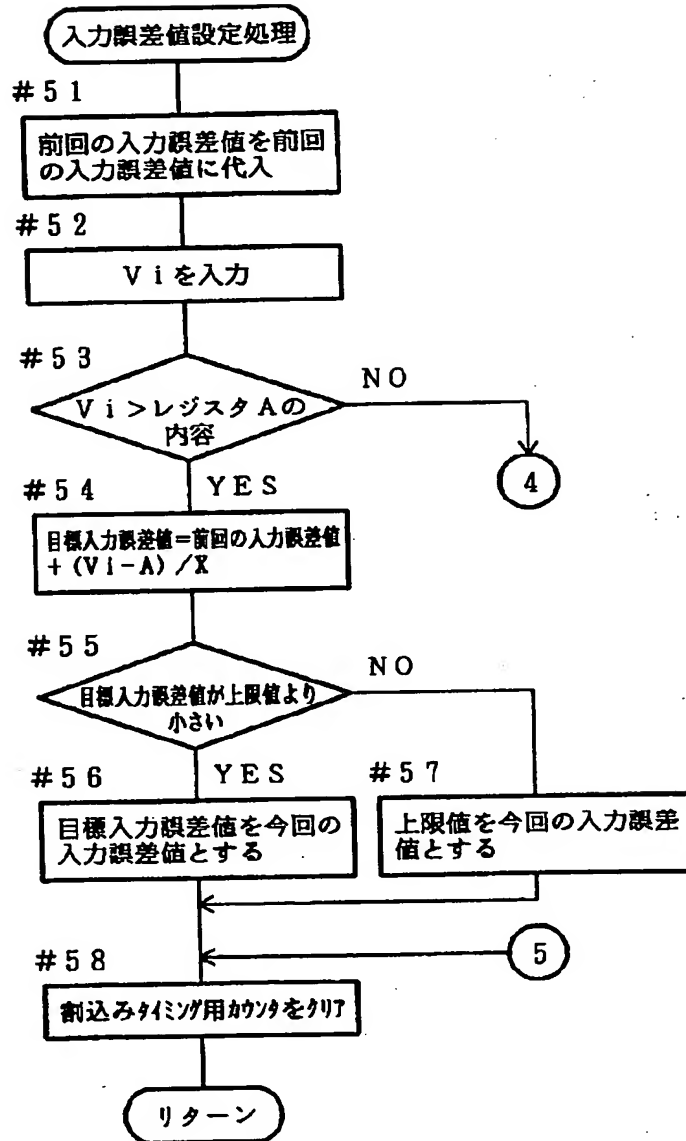 入力誤差値設定処理
#51
前回の入力誤差値を前回
の入力誤差値に代入
#52
Viを入力
#53
Vi>レジスタAの
内容
NO
4
#54
YES
目標入力誤差値=前回の入力誤差値
+(Vi-A)/X
#55
目標入力誤差値が上限値より
小さい
NO
#56
YES
#57
目標入力誤差値を今回の
入力誤差値とする
上限値を今回の入力誤差
値とする
5
#58
割込みタイミング用カウンタをクリア
リターン